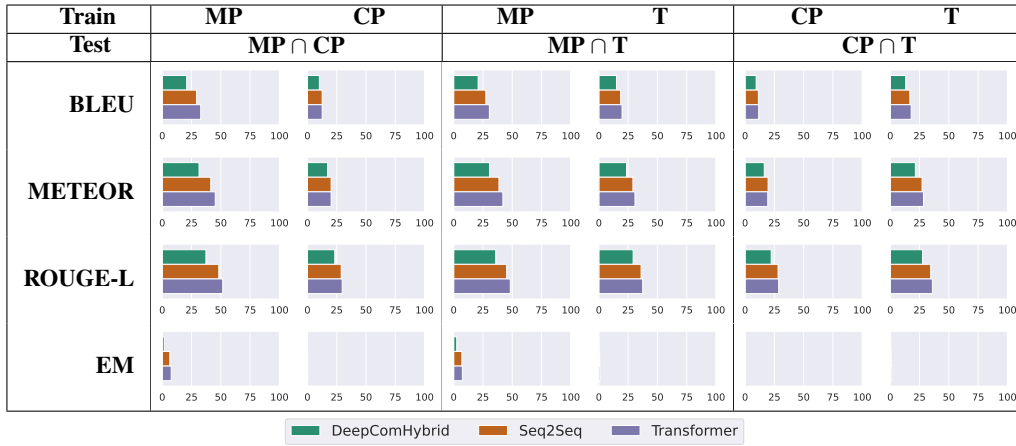 Train MP CP MP T CP T
Test MP ∩ CP MP ∩ T CP ∩ T
BLEU
0 25 50 75 100 0 25 50 75 100 0 25 50 75 100 0 25 50 75 100 0 25 50 75 100 0 25 50 75 100
METEOR
0 25 50 75 100 0 25 50 75 100 0 25 50 75 100 0 25 50 75 100 0 25 50 75 100 0 25 50 75 100
ROUGE-L
0 25 50 75 100 0 25 50 75 100 0 25 50 75 100 0 25 50 75 100 0 25 50 75 100 0 25 50 75 100
EM
0 25 50 75 100 0 25 50 75 100 0 25 50 75 100 0 25 50 75 100 0 25 50 75 100 0 25 50 75 100
DeepComHybrid Seq2Seq Transformer